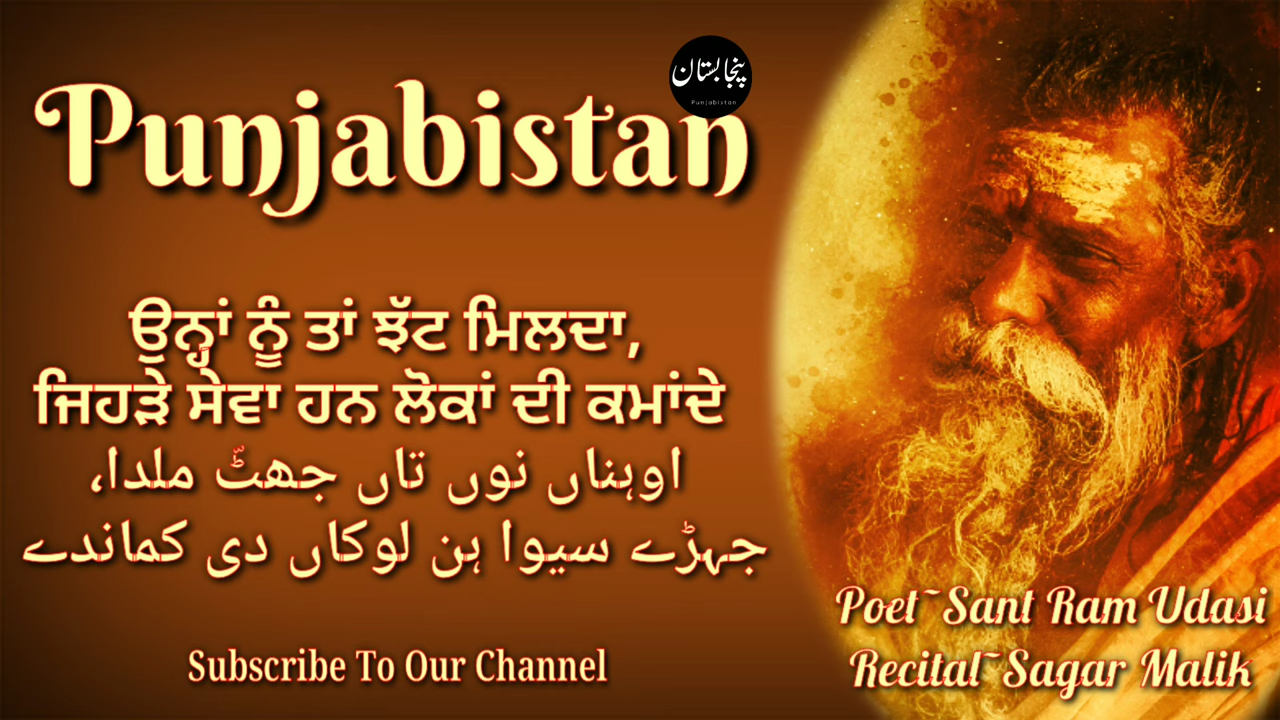 Punjabistan
پنجابستان
Punjabistan
ਉਨ੍ਹਾਂ ਨੂੰ ਤਾਂ ਝੱਟ ਮਿਲਦਾ,
ਜਿਹੜੇ ਸੇਵਾ ਹਨ ਲੋਕਾਂ ਦੀ ਕਮਾਂਦੇ
اوہناں نوں تاں جھٹّ ملدا،
جہڑے سیوا ہن لوکاں دی کماندے
Subscribe To Our Channel
Poet~Sant Ram Udasi
Recital~Sagar Malik